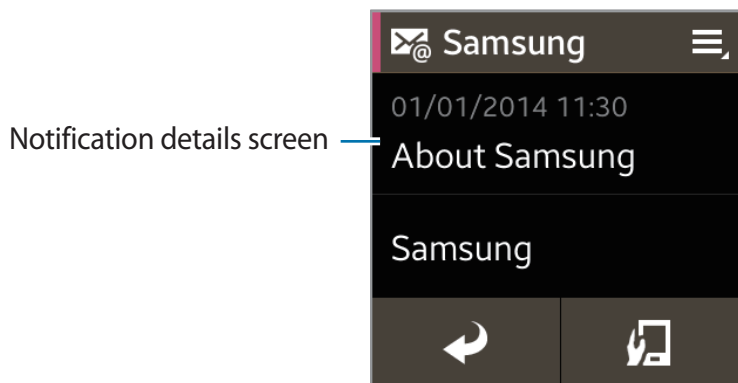 Samsung
01/01/2014 11:30
Notification details screen
About Samsung
Samsung